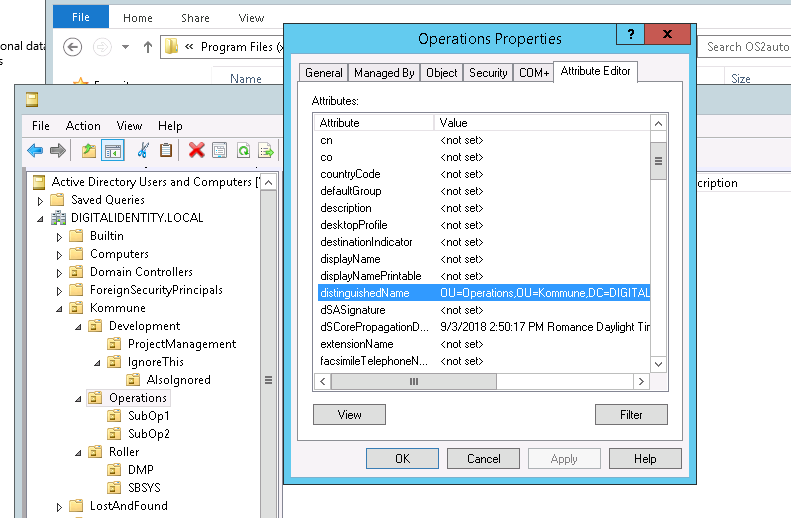 onal data
s
File Home Share View
« Program Files (x
Search OS2auto
Name
Size
File Action View Help
Active Directory Users and Computers [
Saved Queries
DIGITALIDENTITY.LOCAL
Builtin
Computers
Domain Controllers
ForeignSecurityPrincipals
Kommune
Development
ProjectManagement
IgnoreThis
AlsoIgnored
Operations
SubOp1
SubOp2
Roller
DMP
SBSYS
LostAndFound
cription
Operations Properties
? x
General Managed By Object Security COM+ Attribute Editor
Attributes:
Attribute Value
cn <not set>
co <not set>
countryCode <not set>
defaultGroup <not set>
description <not set>
desktopProfile <not set>
destinationIndicator <not set>
displayName <not set>
displayNamePrintable <not set>
distinguishedName OU=Operations,OU=Kommune,DC=DIGITAL
dSASignature <not set>
dSCorePropagationD... 9/3/2018 2:50:17 PM Romance Daylight Tir
extensionName <not set>
facsimileTelephoneN... <not set>
View Filter
OK Cancel Apply Help